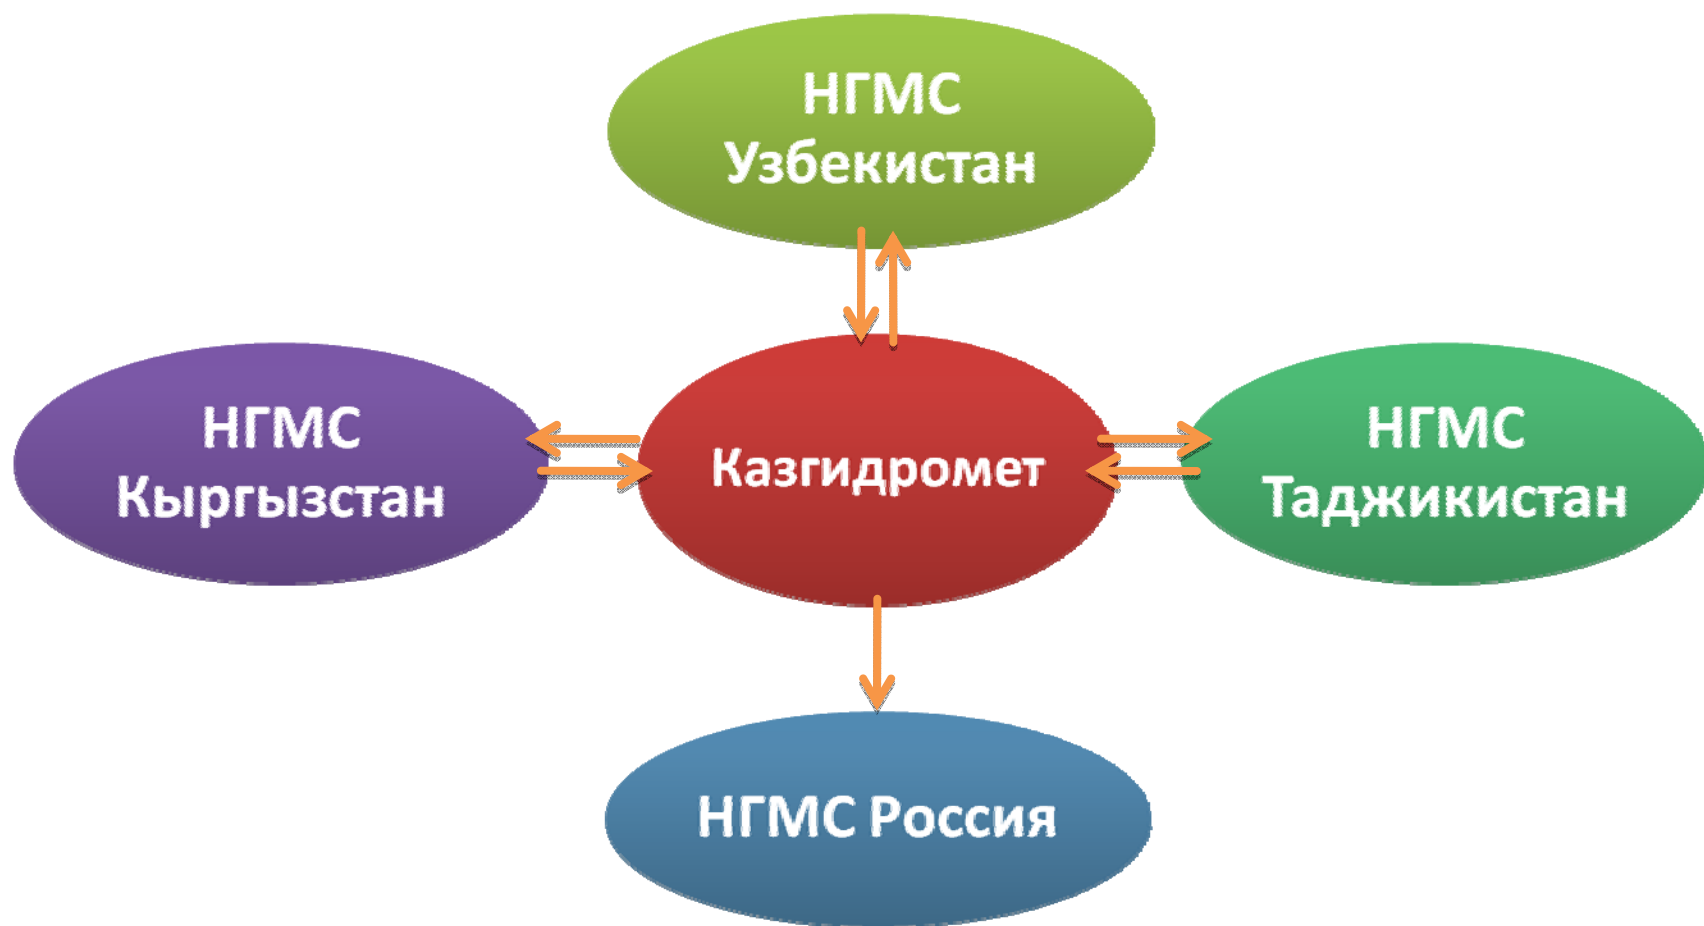 НГМС
Узбекистан
НГМС
Кыргызстан
Казгидромет
НГМС
Таджикистан
НГМС Россия